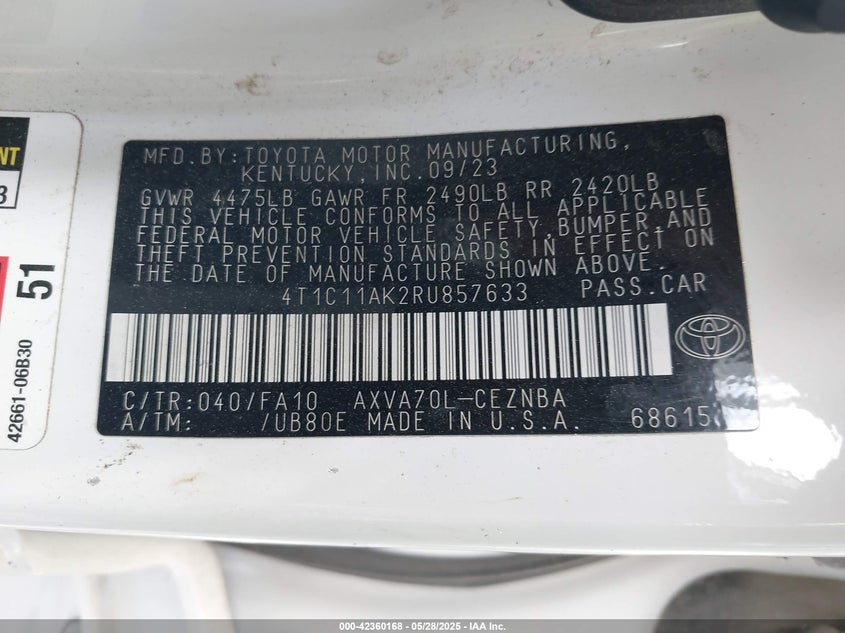 MFD.BY:TOYOTA MOTOR MANUFACTURING,
KENTUCKY,INC.09/23
GVWR 4475LB GAWR FR 2490LB RR 2420LB
THIS VEHICLE CONFORMS TO ALL APPLICABLE
FEDERAL MOTOR VEHICLE SAFETY,BUMPER,AND
THEFT PREVENTION STANDARDS IN EFFECT ON
THE DATE OF MANUFACTURE SHOWN ABOVE.
4T1C11AK2RU857633 PASS.CAR
C/TR:040/FA10 AXVA70L-CEZNBA
A/TM: /UB80E MADE IN U.S.A. 68615
51
42661-06B30
000-42360168 | 05/28/2025 - IAA Inc.